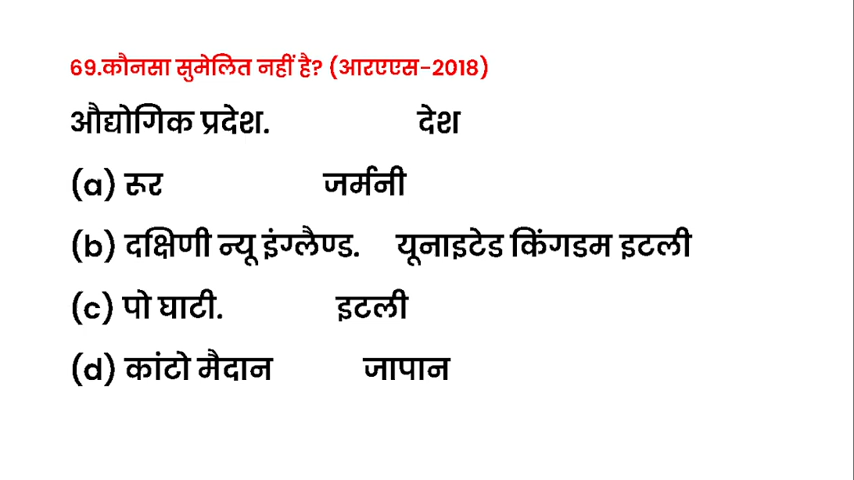 69.कौनसा सुमेलित नहीं है? (आरएएस-2018)
औद्योगिक प्रदेश. देश
(a) रूर जर्मनी
(b) दक्षिणी न्यू इंग्लैण्ड. यूनाइटेड किंगडम इटली
(c) पो घाटी. इटली
(d) कांटो मैदान जापान